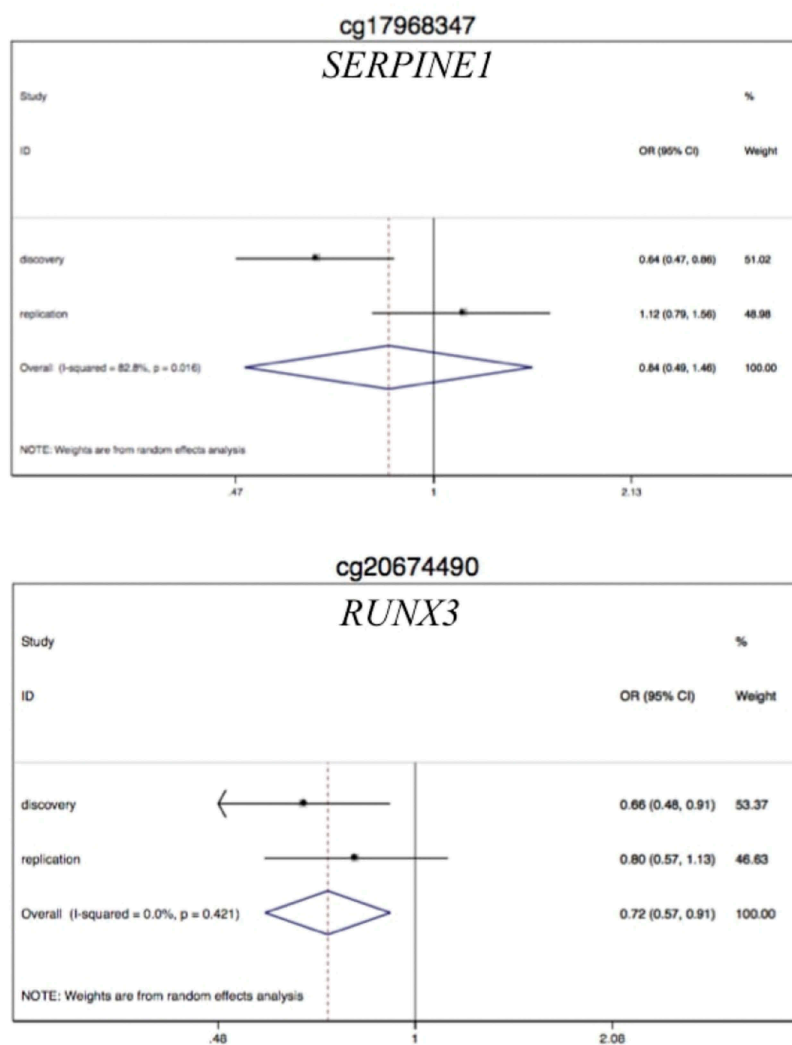 cg17968347
SERPINE1
Study %
ID OR (95% CI) Weight
discovery 0.64 (0.47, 0.86) 51.02
replication 1.12 (0.79, 1.56) 48.98
Overall (I-squared = 82.8%, p = 0.016) 0.84 (0.49, 1.46) 100.00
NOTE: Weights are from random effects analysis
.47 1 2.13
cg20674490
RUNX3
Study %
ID OR (95% CI) Weight
discovery 0.66 (0.48, 0.91) 53.37
replication 0.80 (0.57, 1.13) 46.63
Overall (I-squared = 0.0%, p = 0.421) 0.72 (0.57, 0.91) 100.00
NOTE: Weights are from random effects analysis
.48 1 2.08